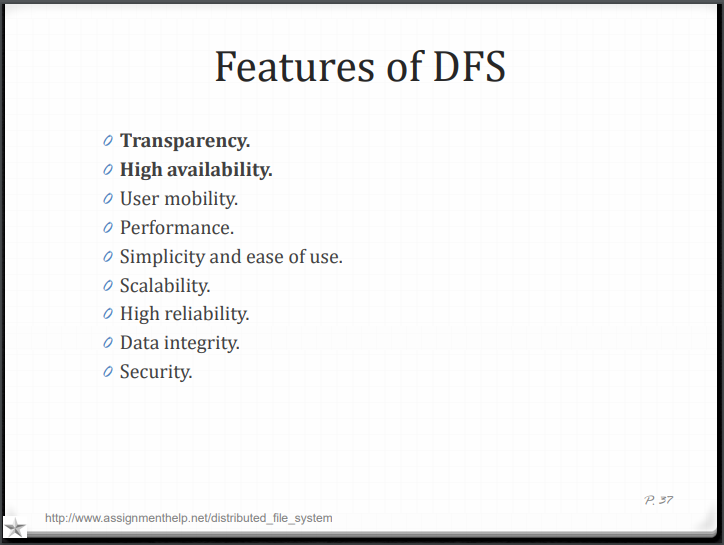 Features of DFS
Transparency.
High availability.
User mobility.
Performance.
Simplicity and ease of use.
Scalability.
High reliability.
Data integrity.
Security.
P. 37
http://www.assignmenthelp.net/distributed_file_system